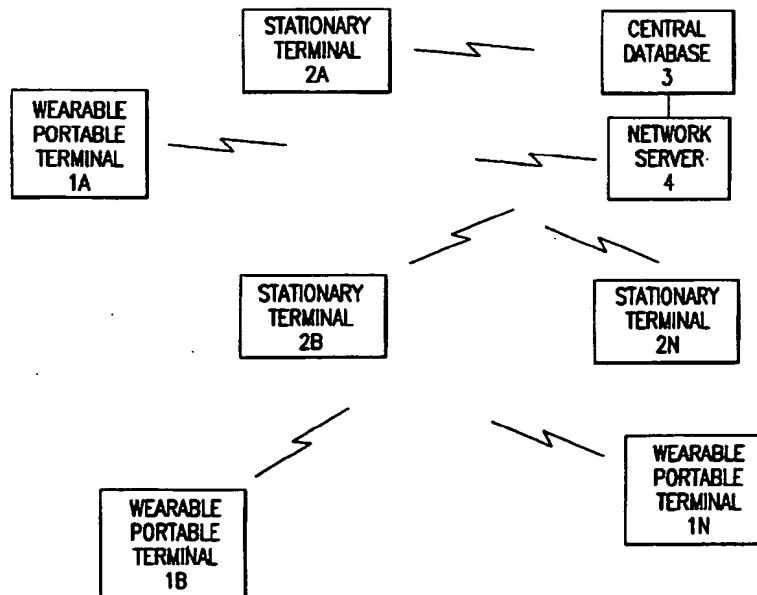 STATIONARY
TERMINAL
2A
CENTRAL
DATABASE
3
WEARABLE
PORTABLE
TERMINAL
1A
NETWORK
SERVER
4
STATIONARY
TERMINAL
2B
STATIONARY
TERMINAL
2N
WEARABLE
PORTABLE
TERMINAL
1N
WEARABLE
PORTABLE
TERMINAL
1B